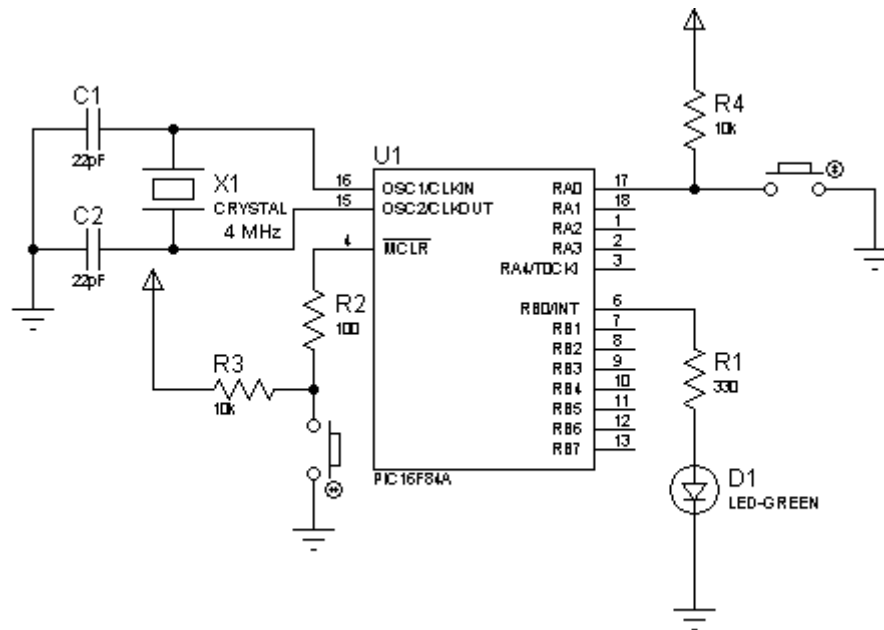 C1
22pF
X1
CRYSTAL
4 MHz
C2
22pF
R3
10k
R2
100
U1
16
OSC1/CLKIN
15
OSC2/CLKOUT
4
MCLR
RA0
17
RA1
18
RA2
1
RA3
2
RA4/T0CKI
3
RB0/INT
6
RB1
7
RB2
8
RB3
9
RB4
10
RB5
11
RB6
12
RB7
13
PIC16F84A
R4
10k
R1
330
D1
LED-GREEN